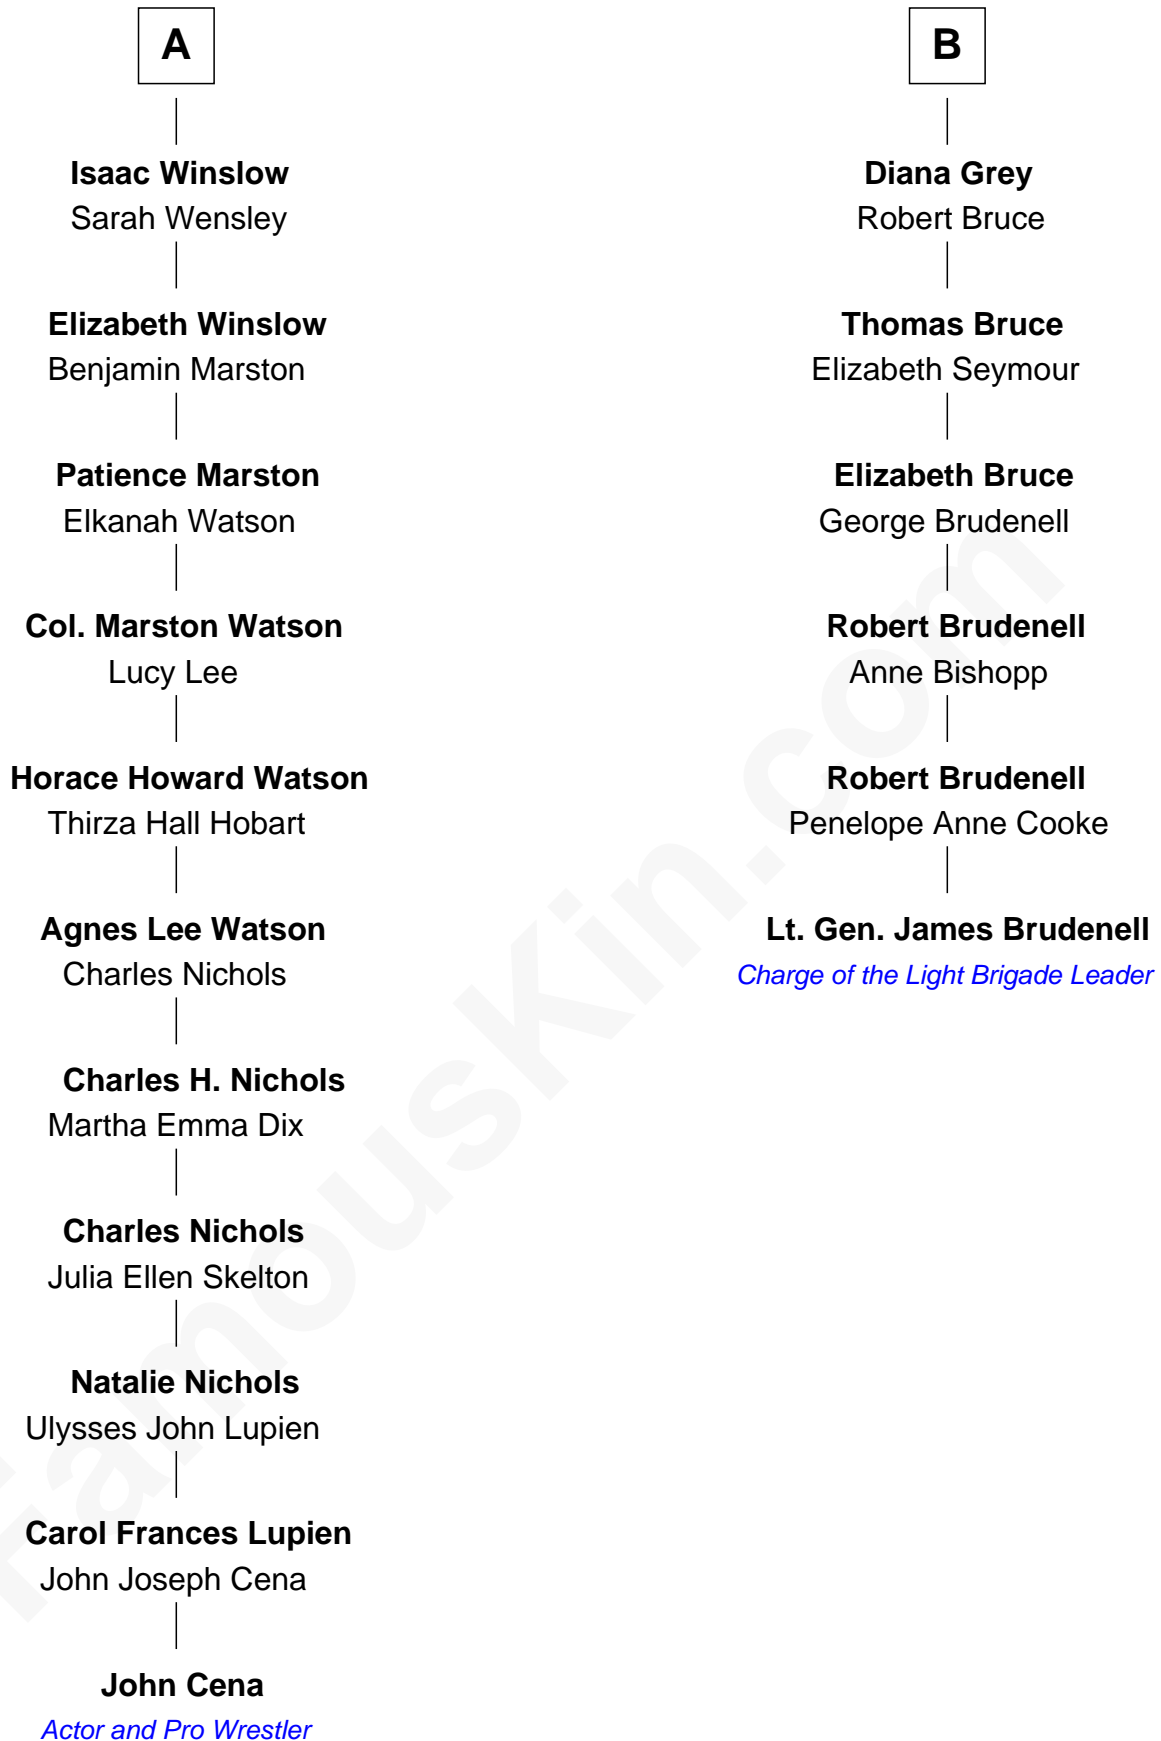 A
Isaac Winslow
Sarah Wensley
Elizabeth Winslow
Benjamin Marston
Patience Marston
Elkanah Watson
Col. Marston Watson
Lucy Lee
Horace Howard Watson
Thirza Hall Hobart
Agnes Lee Watson
Charles Nichols
Charles H. Nichols
Martha Emma Dix
Charles Nichols
Julia Ellen Skelton
Natalie Nichols
Ulysses John Lupien
Carol Frances Lupien
John Joseph Cena
John Cena
Actor and Pro Wrestler
B
Diana Grey
Robert Bruce
Thomas Bruce
Elizabeth Seymour
Elizabeth Bruce
George Brudenell
Robert Brudenell
Anne Bishopp
Robert Brudenell
Penelope Anne Cooke
Lt. Gen. James Brudenell
Charge of the Light Brigade Leader
FamousKin.com